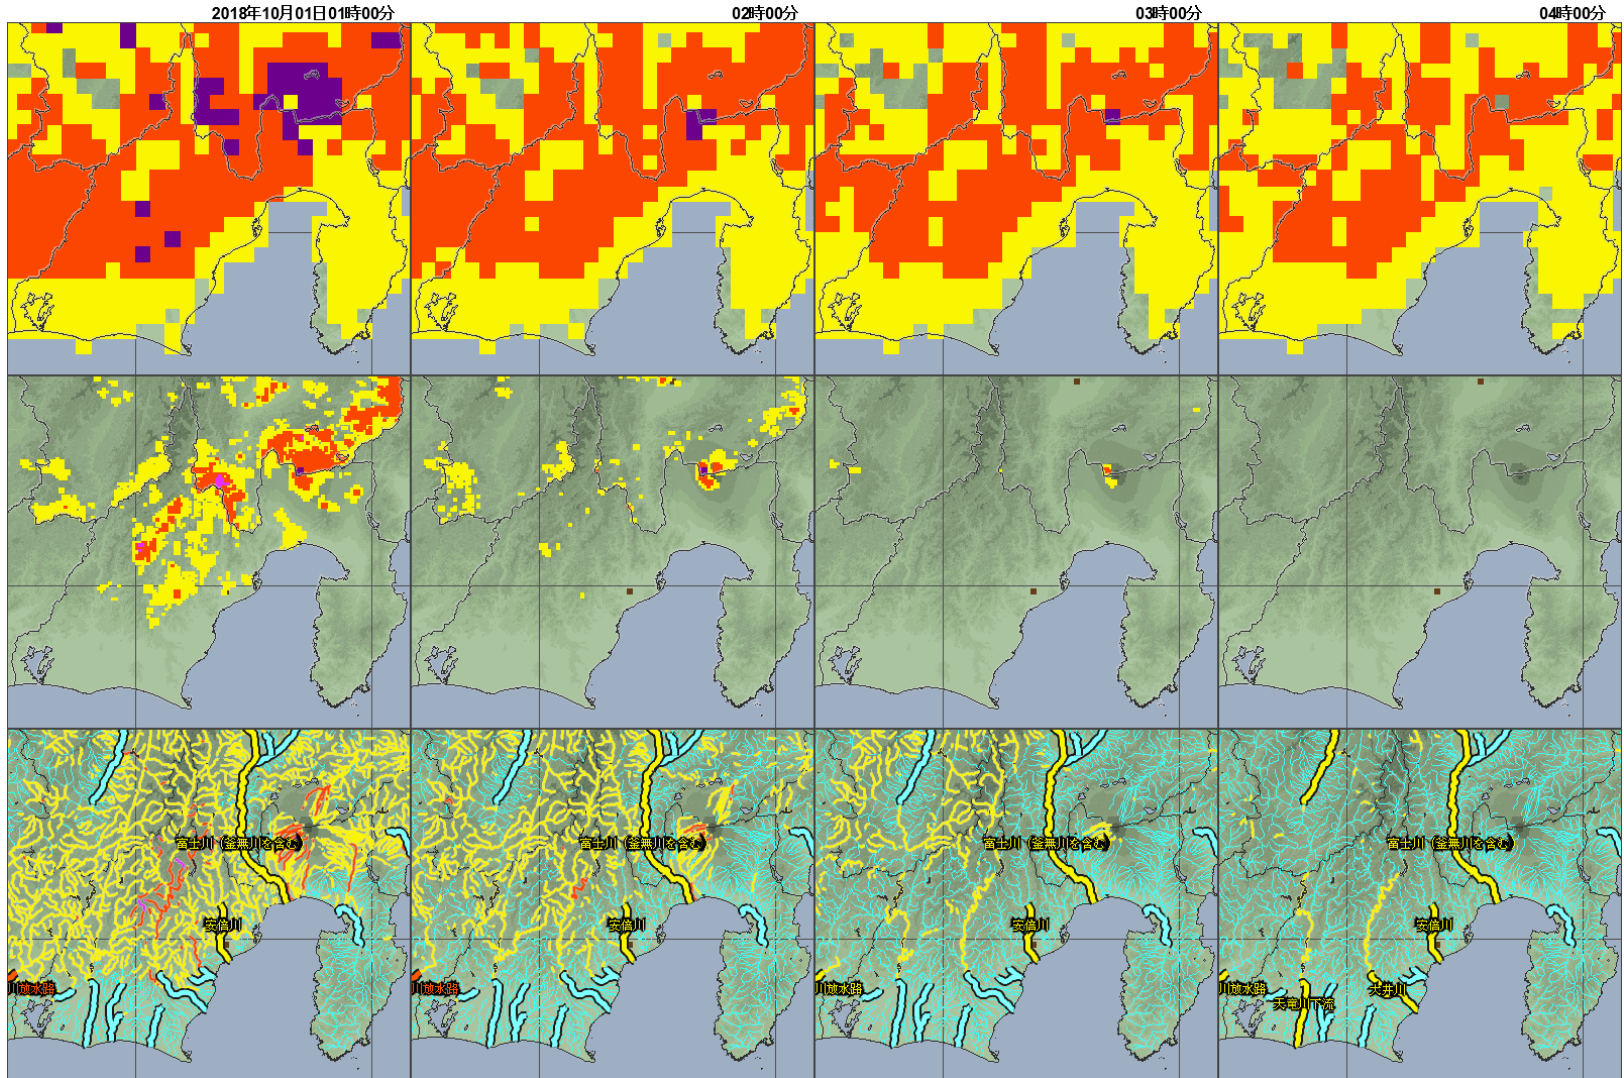 2018年10月01日01時00分
02時00分
03時00分
04時00分
富士川(釜無川を含む)
富士川(釜無川を含む)
富士川(釜無川を含む)
富士川(釜無川を含む)
安倍川
安倍川
安倍川
安倍川
川放水路
川放水路
川放水路
川放水路
天竜川下流
大井川